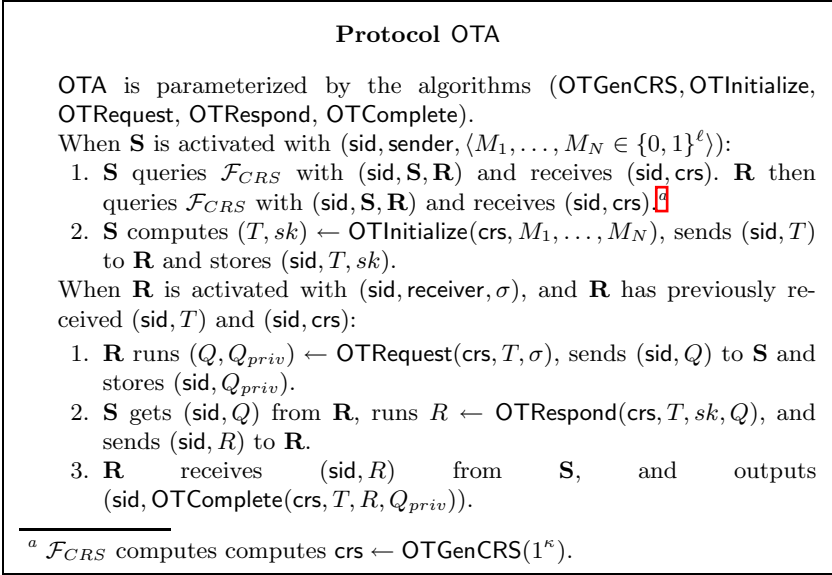 Protocol OTA
OTA is parameterized by the algorithms (OTGenCRS, OTInitialize,
OTRequest, OTRespond, OTComplete).
When S is activated with (sid, sender, ⟨M₁, . . . , M_N ∈ {0, 1}^ℓ⟩):
1. S queries F_CRS with (sid, S, R) and receives (sid, crs). R then
queries F_CRS with (sid, S, R) and receives (sid, crs).^a
2. S computes (T, sk) ← OTInitialize(crs, M₁, . . . , M_N), sends (sid, T)
to R and stores (sid, T, sk).
When R is activated with (sid, receiver, σ), and R has previously re-
ceived (sid, T) and (sid, crs):
1. R runs (Q, Q_priv) ← OTRequest(crs, T, σ), sends (sid, Q) to S and
stores (sid, Q_priv).
2. S gets (sid, Q) from R, runs R ← OTRespond(crs, T, sk, Q), and
sends (sid, R) to R.
3. R receives (sid, R) from S, and outputs
(sid, OTComplete(crs, T, R, Q_priv)).
^a F_CRS computes computes crs ← OTGenCRS(1^κ).